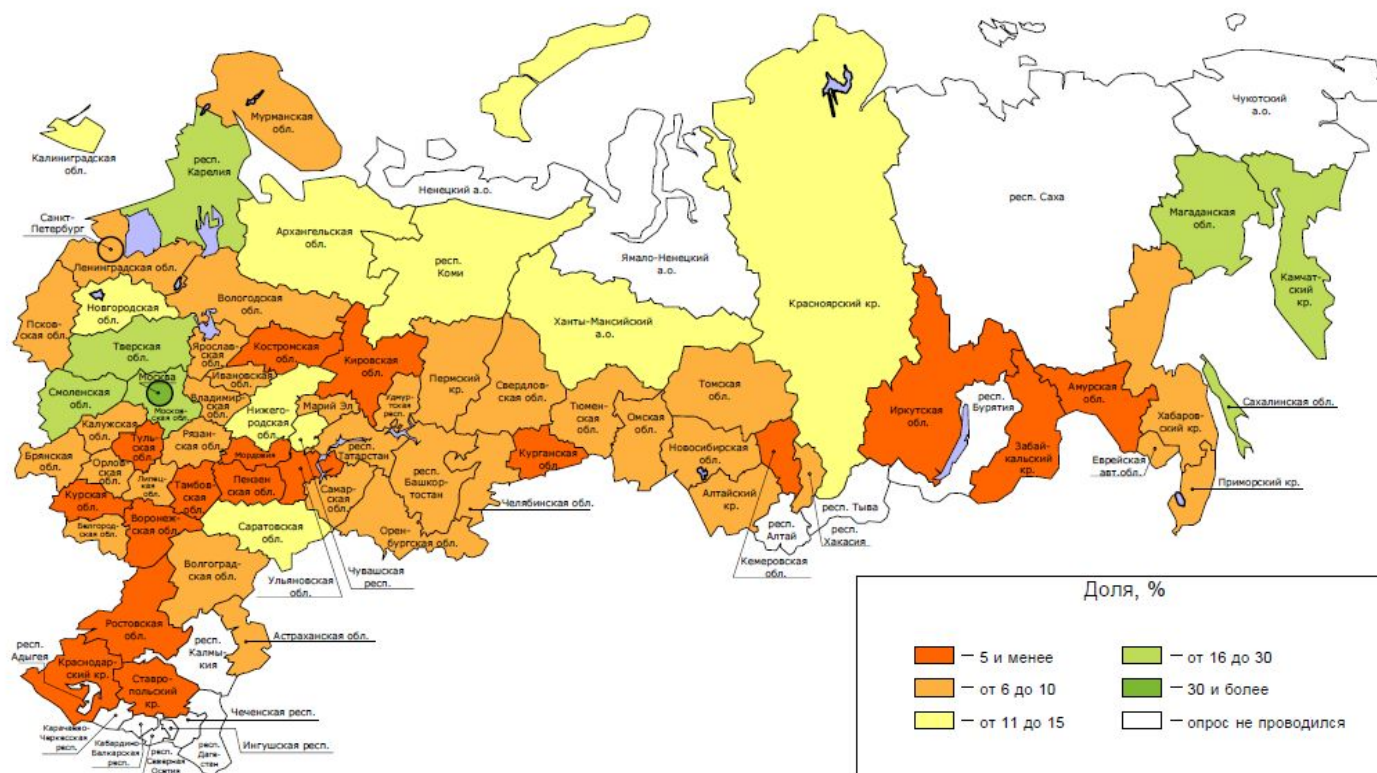 Мурманская
обл.
Чукотский
а.о.
Калиниградская
обл.
респ.
Карелия
Ненецкий а.о.
респ. Саха
Санкт-
Петербург
Архангельская
обл.
Магаданская
обл.
респ.
Коми
Ямало-Ненецкий
а.о.
Камчат-
ский
кр.
Ленинградская обл.
Новгородская
обл.
Вологодская
обл.
Красноярский кр.
Псков-
ская обл.
Ханты-Мансийский
а.о.
Тверская
обл.
Ярослав-
ская
обл.
Костромская
обл.
Кировская
обл.
Пермский
кр.
Свердлов-
ская обл.
Томская
обл.
Москва
Смоленская
обл.
Москов-
ская обл.
Ивановская
обл.
Владимир-
ская
обл.
Нижего-
родская
обл.
Марий Эл
Удмур-
тская
респ.
Тюмен-
ская
обл.
Омская
обл.
Иркутская
обл.
респ.
Бурятия
Амурская
обл.
Сахалинская обл.
Хабаров-
ский кр.
Калужская
обл.
Туль-
ская
обл.
Рязан-
ская обл.
Мордовия
респ.
Татарстан
Курганская
обл.
Новосибирская
обл.
Забай-
кальский
кр.
Брянская
обл.
Орлов-
ская
обл.
Липец-
кая
обл.
Тамбов-
ская
обл.
Пензен
ская обл.
Самар-
ская
обл.
респ.
Башкор-
тостан
Еврейская
авт.обл.
Курская
обл.
Алтайский
кр.
Приморский кр.
Челябинская обл.
Воронеж-
ская обл.
Белгород-
ская обл.
Саратовская
обл.
Орен-
бургская обл.
респ. Тыва
респ.
Алтай
респ.
Хакасия
Кемеровская
обл.
Волгоград-
ская обл.
Ульяновская
обл.
Чувашская
респ.
Ростовская
обл.
респ.
Калмы-
кия
Астраханская обл.
респ.
Адыгея
Краснодар-
ский кр.
Ставро-
польский
кр.
Чеченская респ.
Карачаево-
Черкесская
респ.
Кабардино-
Балкарская
респ.
респ.
Северная
Осетия
респ.
Даге-
стан
Ингушская респ.
Доля, %
– 5 и менее
– от 16 до 30
– от 6 до 10
– 30 и более
– от 11 до 15
– опрос не проводился